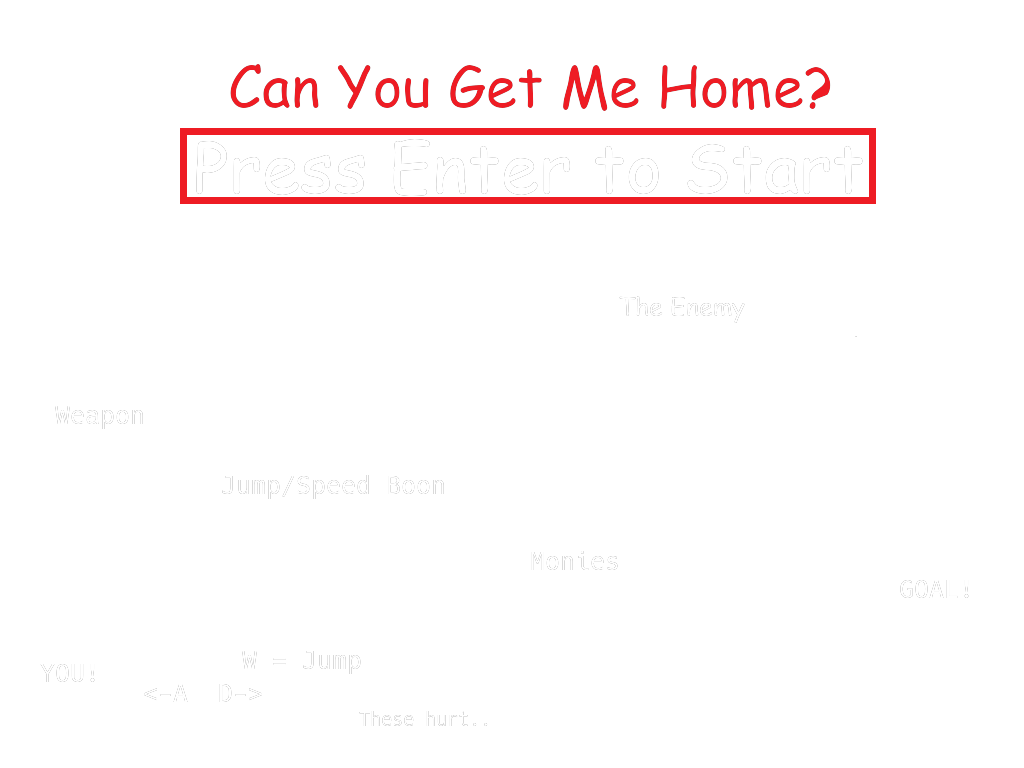 Can You Get Me Home?
Press Enter to Start
The Enemy
Weapon
Jump/Speed Boon
Monies
GOAL:
W = Jump
YOU:
<-A  D->
These hurt..